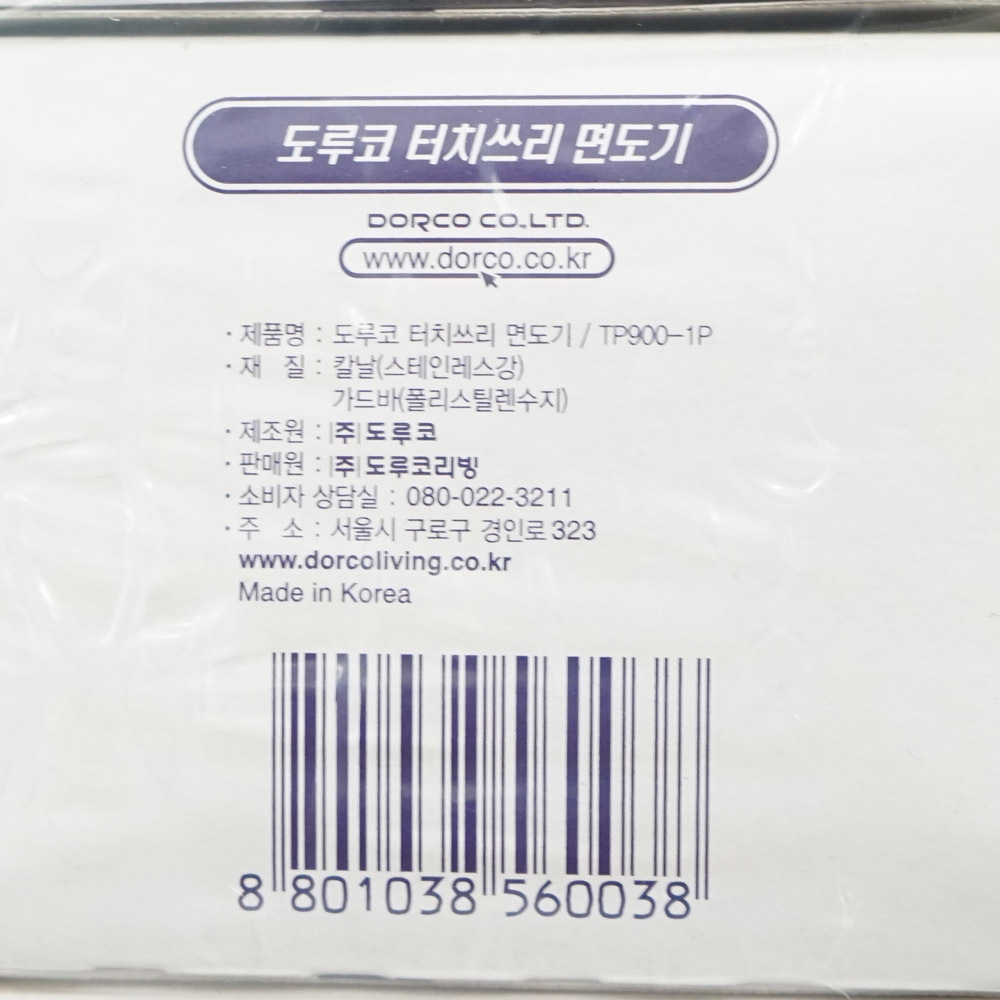 도루코 터치쓰리 면도기
DORCO CO.,LTD.
www.dorco.co.kr
· 제품명 : 도루코 터치쓰리 면도기 / TP900-1P
· 재 질 : 칼날(스테인레스강)
가드바(폴리스틸렌수지)
· 제조원 : |주|도루코
· 판매원 : |주|도루코리빙
· 소비자 상담실 : 080-022-3211
· 주 소 : 서울시 구로구 경인로 323
www.dorcoliving.co.kr
Made in Korea
8 801038 560038